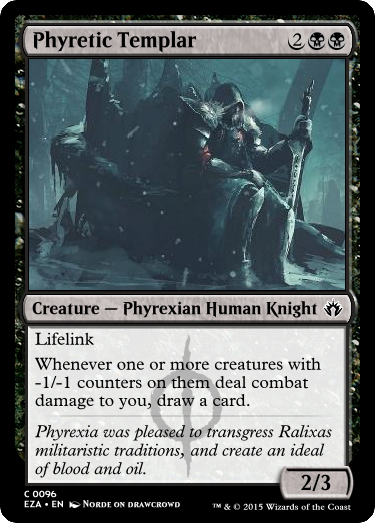 Phyretic Templar 2
Creature — Phyrexian Human Knight
Lifelink
Whenever one or more creatures with
-1/-1 counters on them deal combat
damage to you, draw a card.
Phyrexia was pleased to transgress Ralixas
militaristic traditions, and create an ideal
of blood and oil.
2/3
C 0096
EZA • EN NORDE ON DRAWCROWD
™ & © 2015 Wizards of the Coast